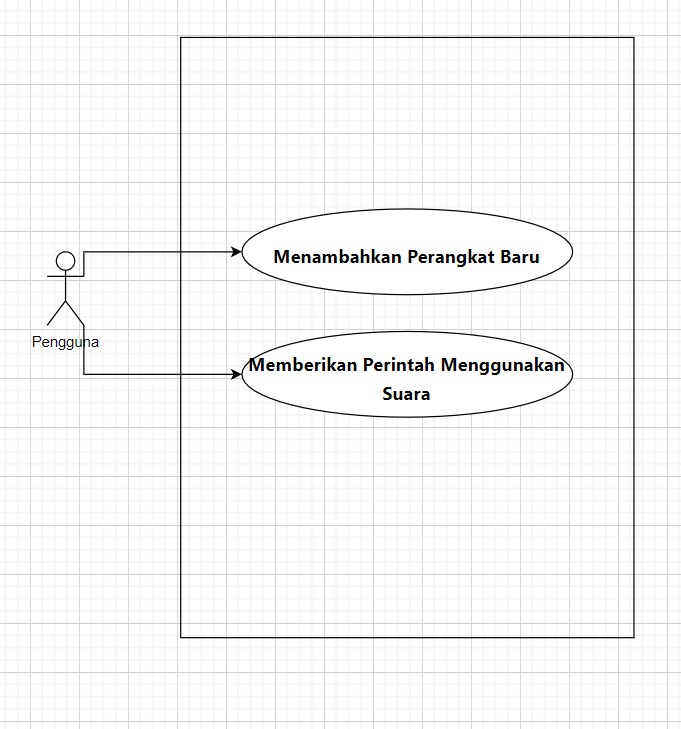 Menambahkan Perangkat Baru
Pengguna
Memberikan Perintah Menggunakan
Suara